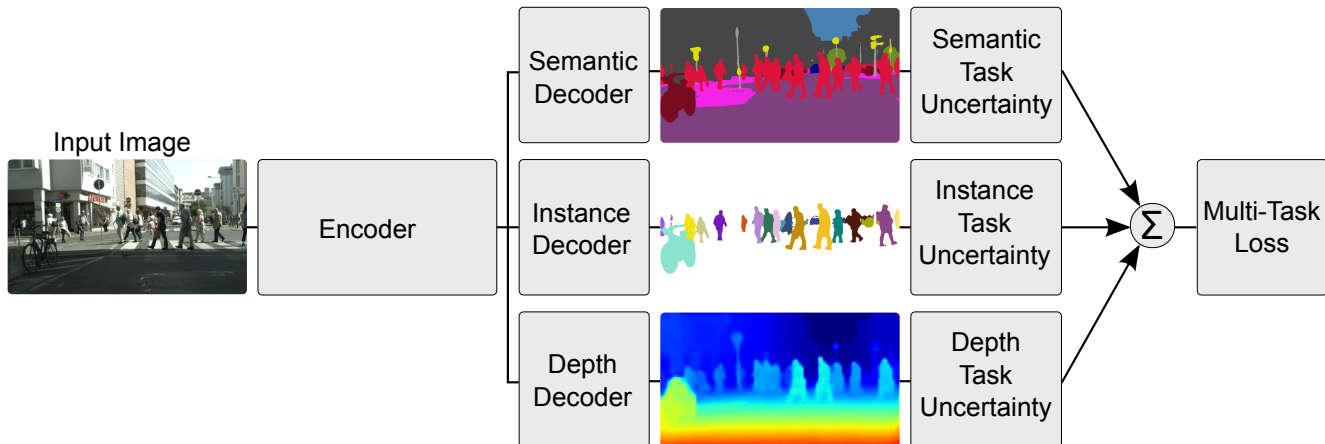 Input Image
Encoder
Semantic
Decoder
Semantic
Task
Uncertainty
Instance
Decoder
Instance
Task
Uncertainty
Depth
Decoder
Depth
Task
Uncertainty
Σ
Multi-Task
Loss